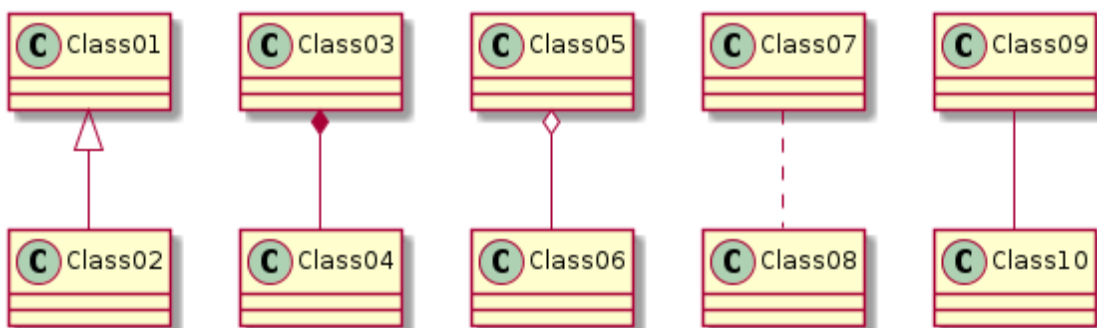 C Class01
C Class03
C Class05
C Class07
C Class09
C Class02
C Class04
C Class06
C Class08
C Class10